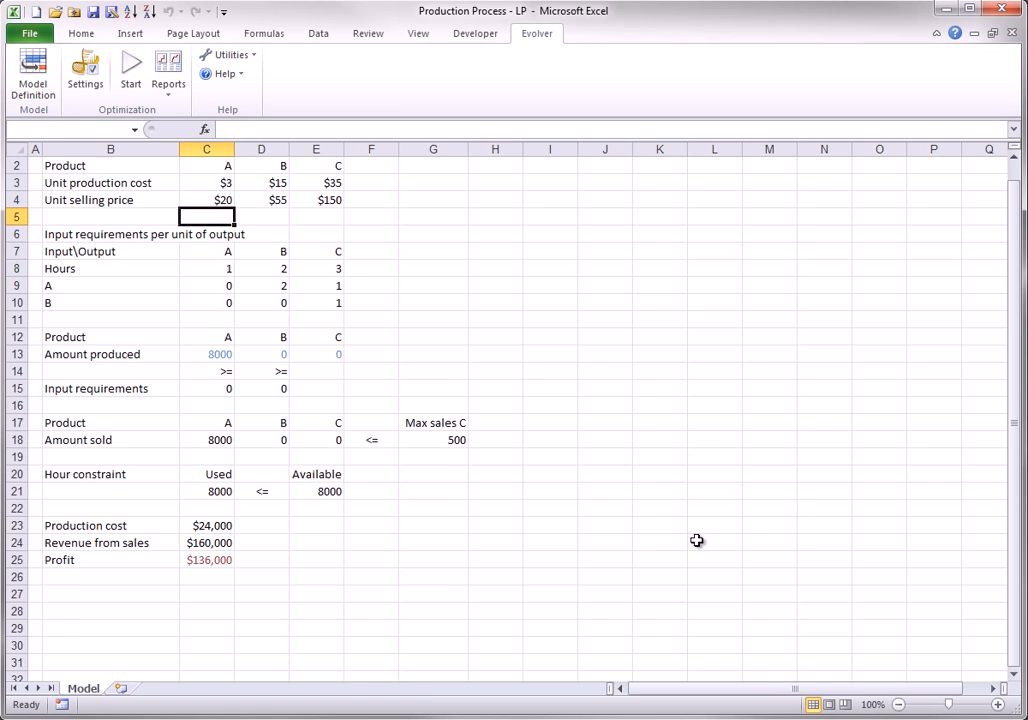 Production Process - LP - Microsoft Excel
File Home Insert Page Layout Formulas Data Review View Developer Evolver
Model Definition Settings Start Reports Utilities Help
Model Optimization Help
fx
A B C D E F G H I J K L M N O P Q
2 Product A B C
3 Unit production cost $3 $15 $35
4 Unit selling price $20 $55 $150
5
6 Input requirements per unit of output
7 Input\Output A B C
8 Hours 1 2 3
9 A 0 2 1
10 B 0 0 1
11
12 Product A B C
13 Amount produced 8000 0 0
14 >= >=
15 Input requirements 0 0
16
17 Product A B C Max sales C
18 Amount sold 8000 0 0 <= 500
19
20 Hour constraint Used Available
21 8000 <= 8000
22
23 Production cost $24,000
24 Revenue from sales $160,000
25 Profit $136,000
26
27
28
29
30
31
32
Model
Ready 100%